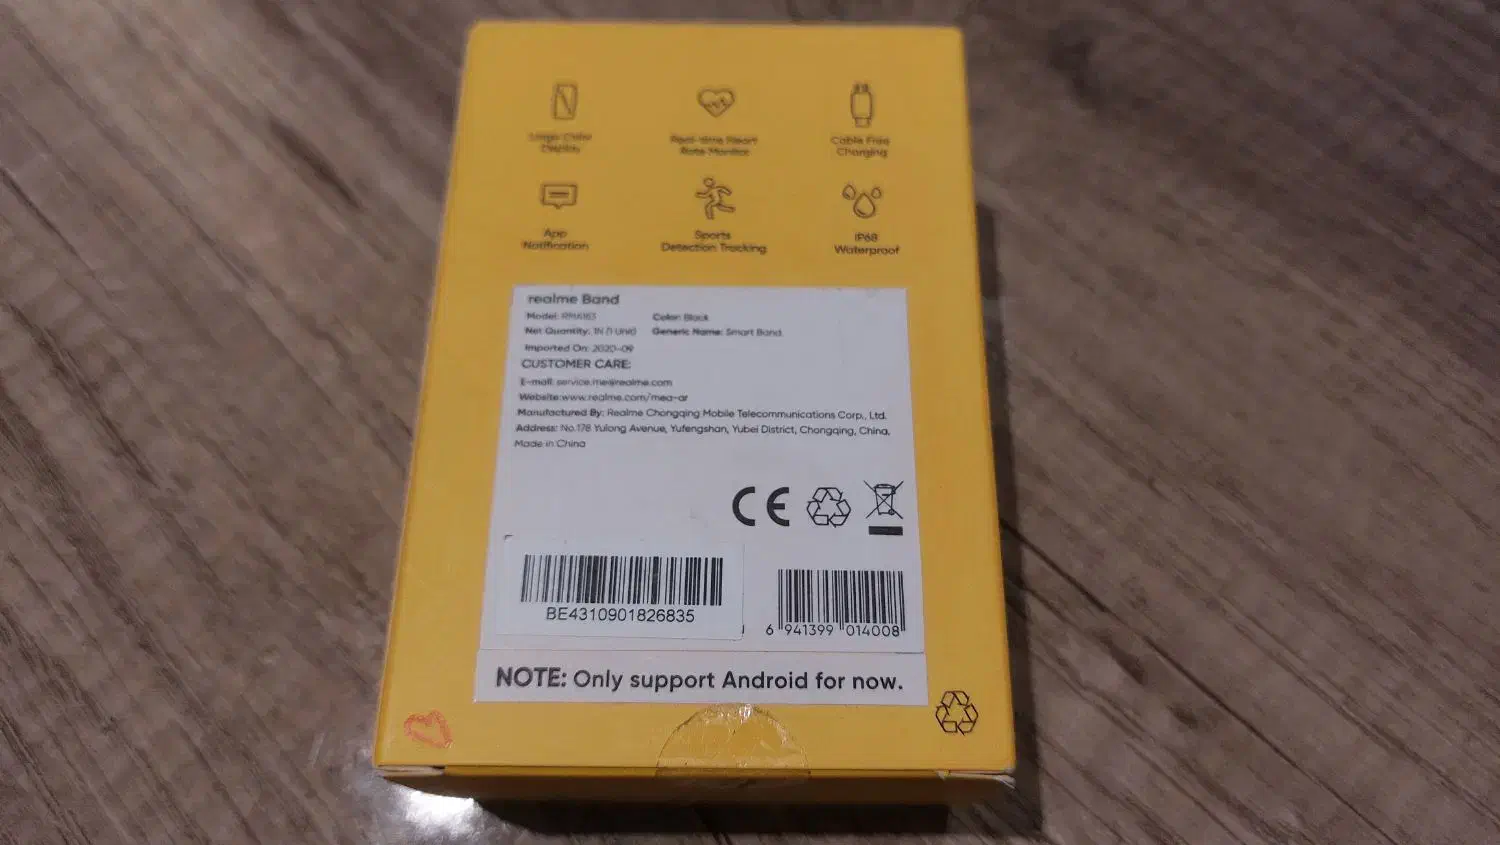 Large Color
Display
Real-time Heart
Rate Monitor
Cable Free
Charging
App
Notification
Sports
Detection Tracking
IP68
Waterproof
realme Band
Model: Color: Black
Net Quantity: 1N (1 Unit) Generic Name: Smart Band
Imported On: 2020-09
CUSTOMER CARE:
E-mail: service.me@realme.com
Website:www.realme.com/mea-ar
Manufactured By: Realme Chongqing Mobile Telecommunications Corp., Ltd.
Address: No.178 Yulong Avenue, Yufengshan, Yubei District, Chongqing, China,
Made in China
CE
BE4310901826835
6 941399 014008
NOTE: Only support Android for now.